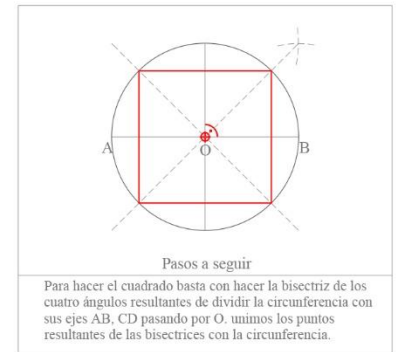 A
O
B
Pasos a seguir
Para hacer el cuadrado basta con hacer la bisectriz de los
cuatro ángulos resultantes de dividir la circunferencia con
sus ejes AB, CD pasando por O. unimos los puntos
resultantes de las bisectrices con la circunferencia.